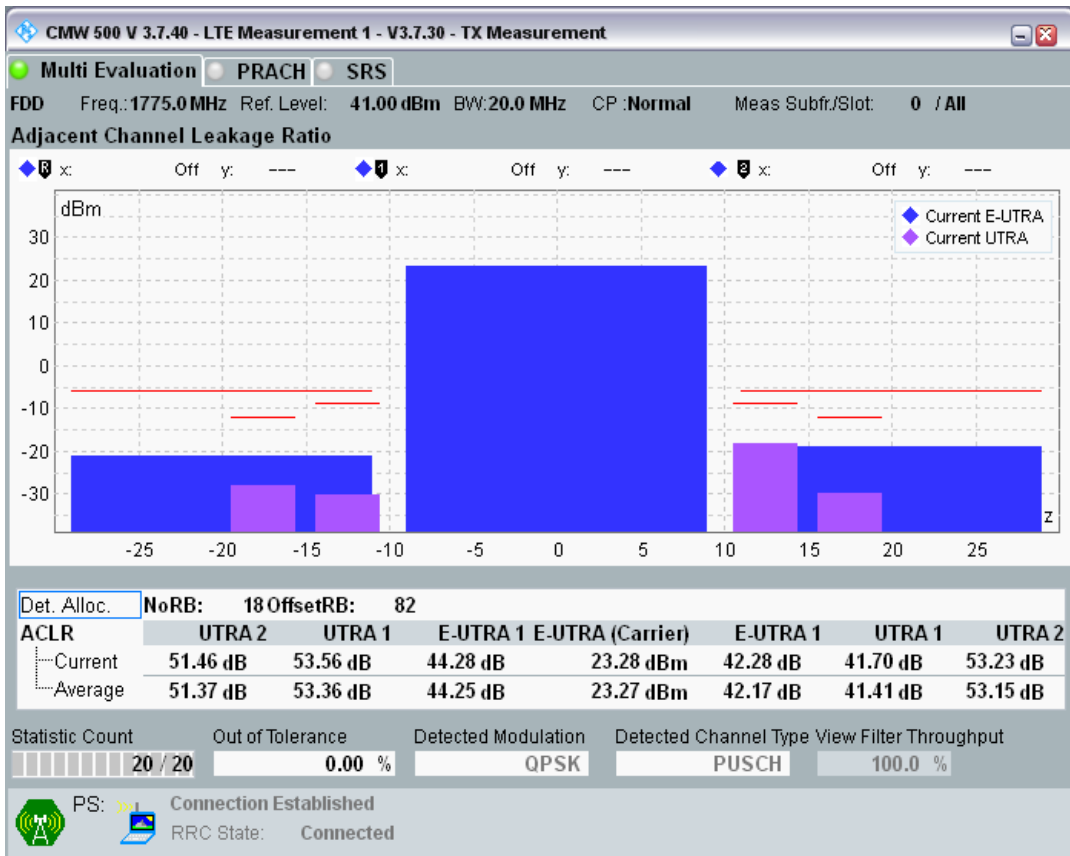 CMW 500 V 3.7.40 - LTE Measurement 1 - V3.7.30 - TX Measurement
Multi Evaluation PRACH SRS
FDD Freq.:1775.0 MHz Ref. Level: 41.00 dBm BW:20.0 MHz CP :Normal Meas Subfr./Slot: 0 / All
Adjacent Channel Leakage Ratio
R x: Off y: --- 1 x: Off y: --- 2 x: Off y: ---
dBm
Current E-UTRA
Current UTRA
30
20
10
0
-10
-20
-30
z
-25 -20 -15 -10 -5 0 5 10 15 20 25
Det. Alloc. NoRB: 18 OffsetRB: 82
ACLR UTRA 2 UTRA 1 E-UTRA 1 E-UTRA (Carrier) E-UTRA 1 UTRA 1 UTRA 2
Current 51.46 dB 53.56 dB 44.28 dB 23.28 dBm 42.28 dB 41.70 dB 53.23 dB
Average 51.37 dB 53.36 dB 44.25 dB 23.27 dBm 42.17 dB 41.41 dB 53.15 dB
Statistic Count Out of Tolerance Detected Modulation Detected Channel Type View Filter Throughput
20 / 20 0.00 % QPSK PUSCH 100.0 %
PS: Connection Established
RRC State: Connected